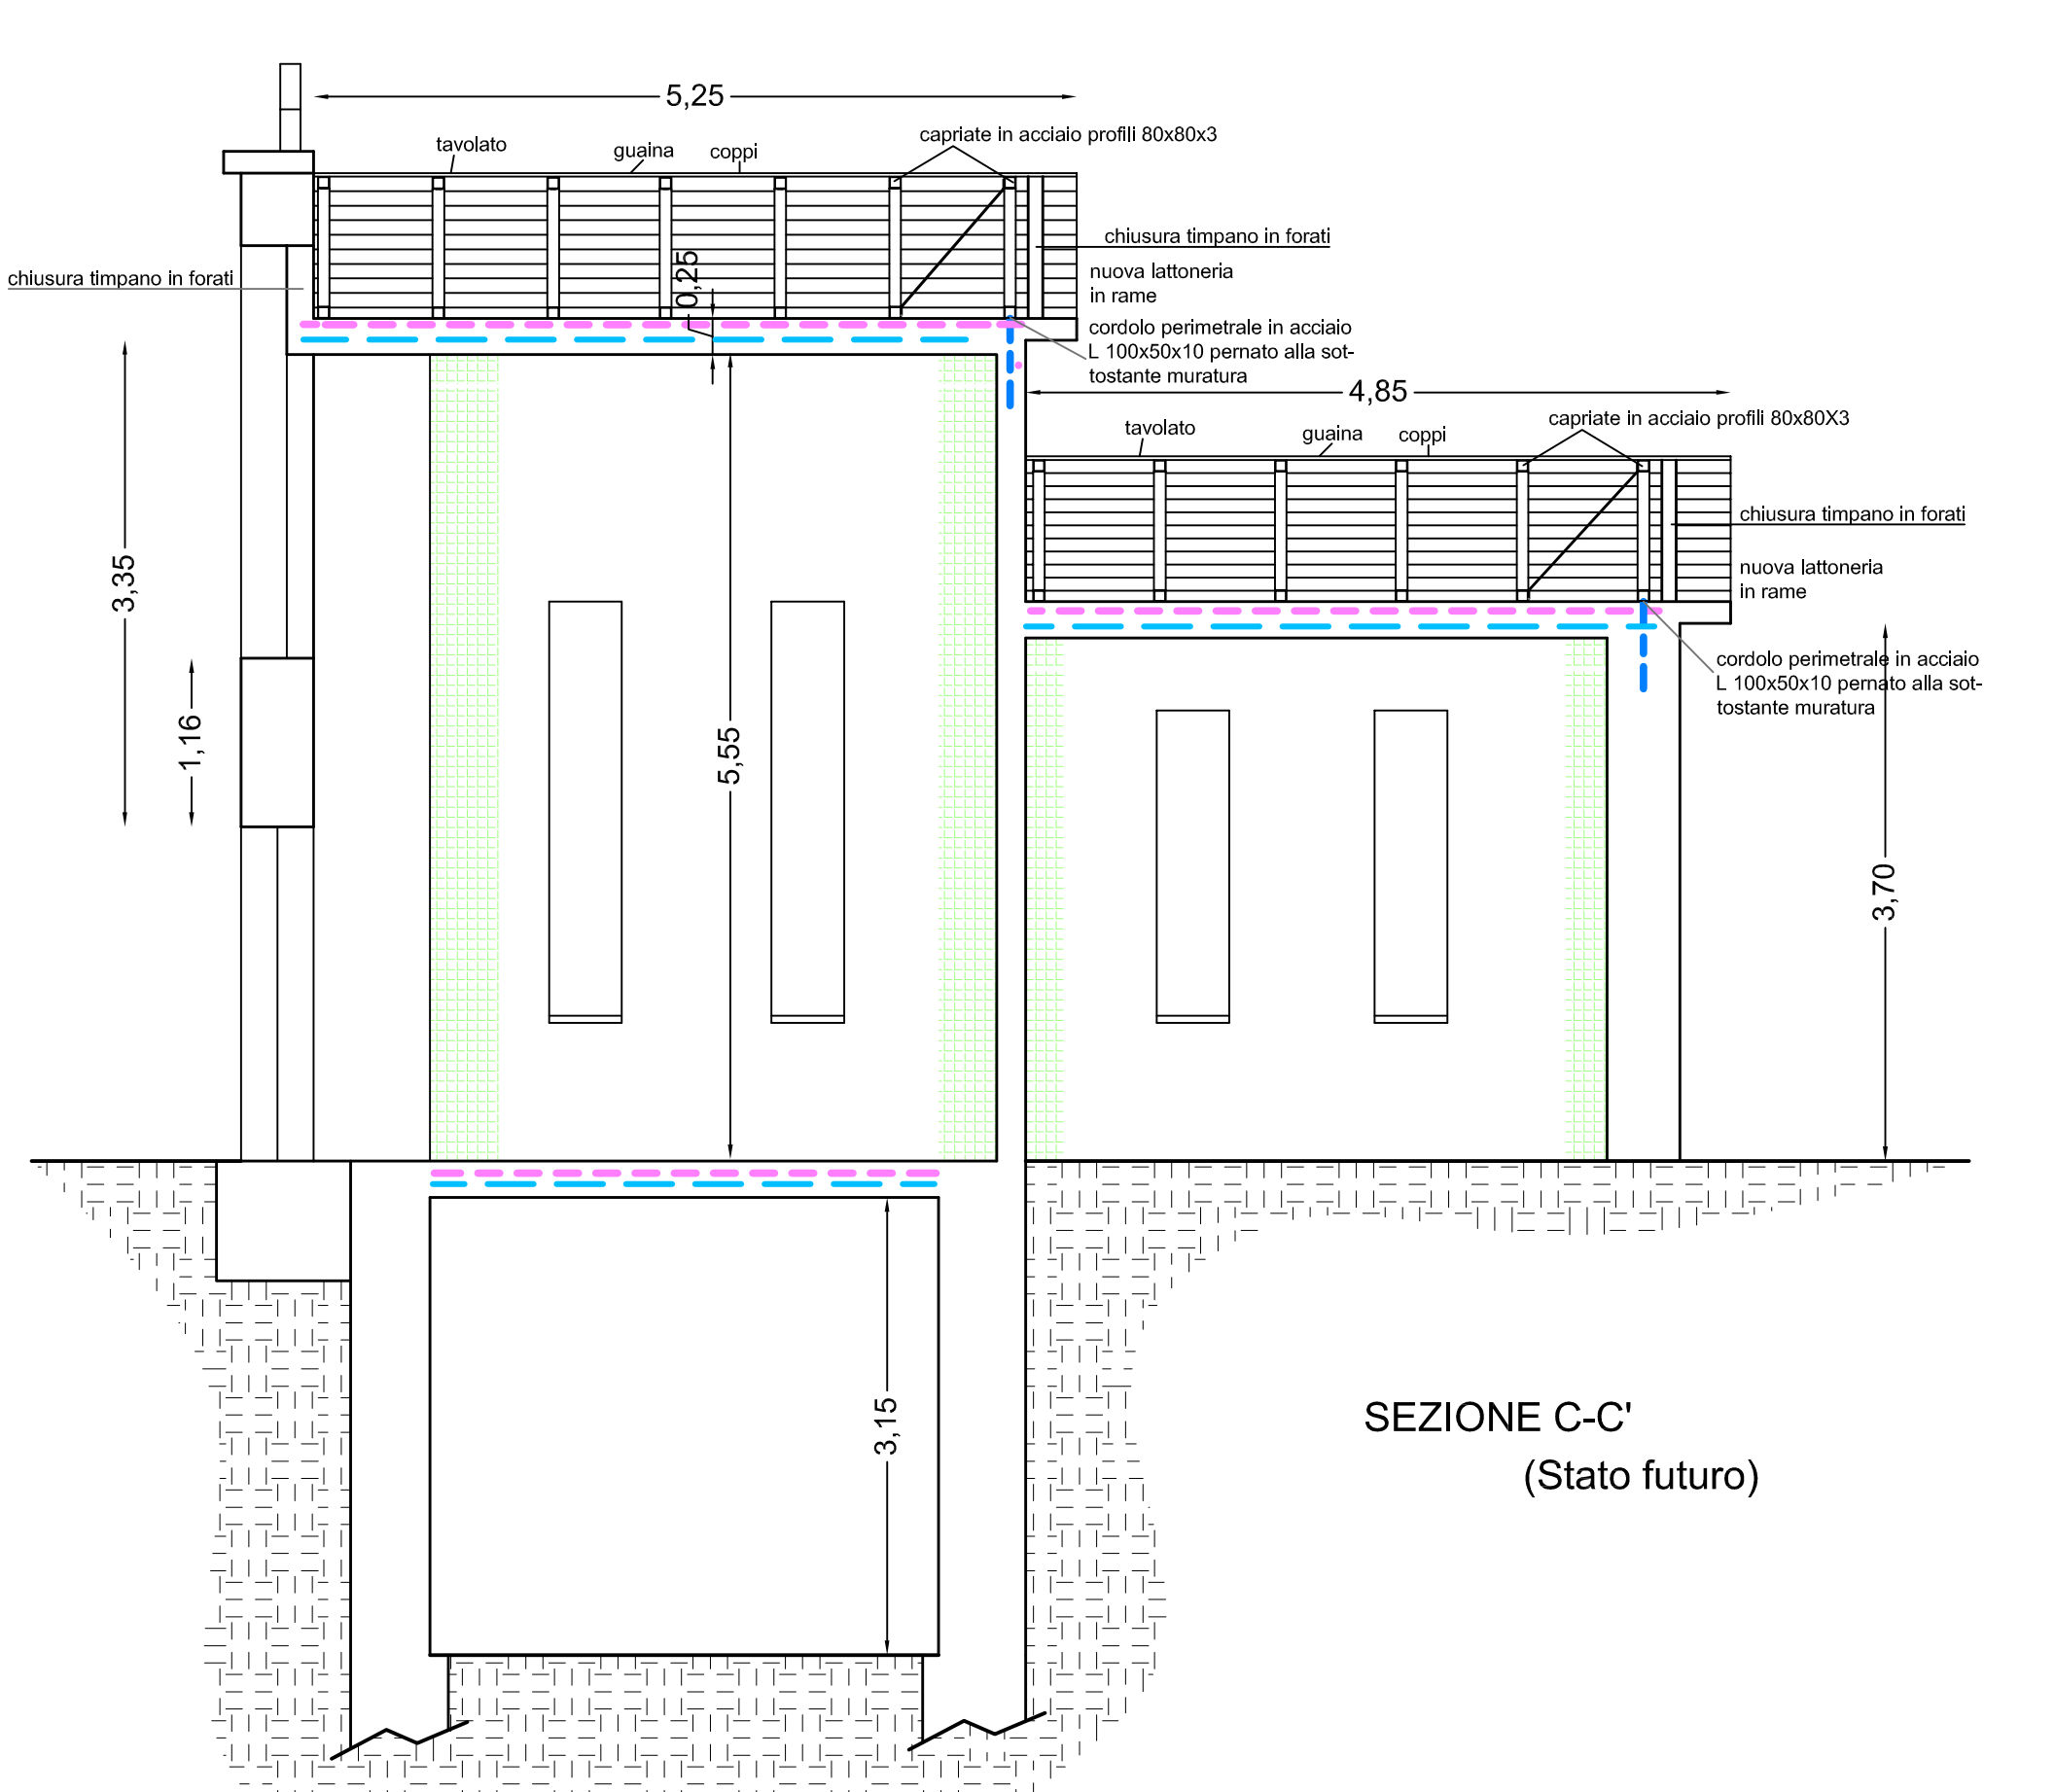 5,25
tavolato
guaina
coppi
capriate in acciaio profili 80x80x3
chiusura timpano in forati
chiusura timpano in forati
nuova lattoneria
in rame
0,25
cordolo perimetrale in acciaio
L 100x50x10 pernato alla sot-
tostante muratura
4,85
tavolato
guaina
coppi
capriate in acciaio profili 80x80X3
chiusura timpano in forati
nuova lattoneria
in rame
cordolo perimetrale in acciaio
L 100x50x10 pernato alla sot-
tostante muratura
3,35
1,16
5,55
3,70
3,15
SEZIONE C-C'
(Stato futuro)